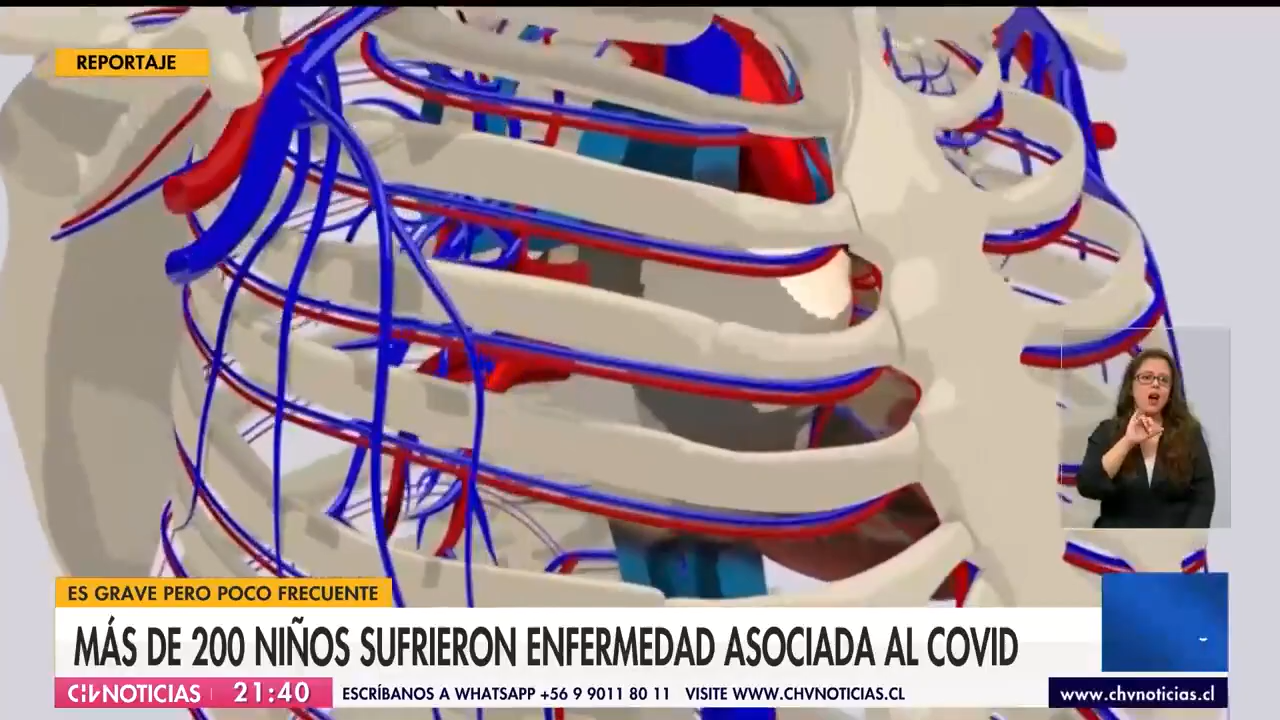 REPORTAJE
ES GRAVE PERO POCO FRECUENTE
MÁS DE 200 NIÑOS SUFRIERON ENFERMEDAD ASOCIADA AL COVID
CHVNOTICIAS 21:40 ESCRÍBANOS A WHATSAPP +56 9 9011 80 11 VISITE WWW.CHVNOTICIAS.CL
www.chvnoticias.cl